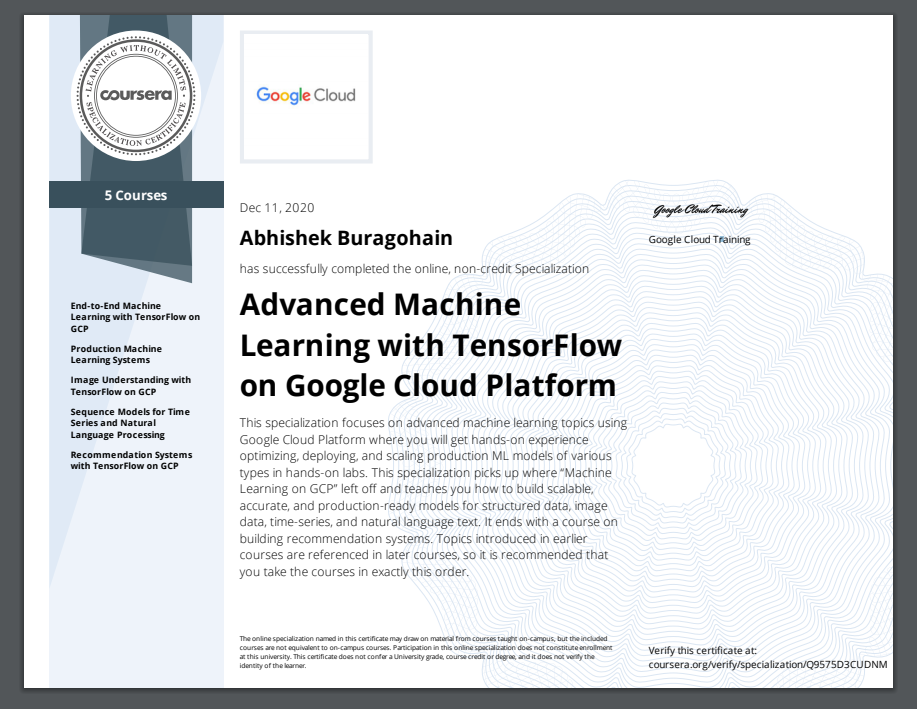 LEARNING WITHOUT LIMITS
coursera
SPECIALIZATION CERTIFICATE
5 Courses
End-to-End Machine
Learning with TensorFlow on
GCP
Production Machine
Learning Systems
Image Understanding with
TensorFlow on GCP
Sequence Models for Time
Series and Natural
Language Processing
Recommendation Systems
with TensorFlow on GCP
Google Cloud
Dec 11, 2020
Abhishek Buragohain
has successfully completed the online, non-credit Specialization
Advanced Machine
Learning with TensorFlow
on Google Cloud Platform
This specialization focuses on advanced machine learning topics using
Google Cloud Platform where you will get hands-on experience
optimizing, deploying, and scaling production ML models of various
types in hands-on labs. This specialization picks up where “Machine
Learning on GCP” left off and teaches you how to build scalable,
accurate, and production-ready models for structured data, image
data, time-series, and natural language text. It ends with a course on
building recommendation systems. Topics introduced in earlier
courses are referenced in later courses, so it is recommended that
you take the courses in exactly this order.
Google Cloud Training
Google Cloud Training
The online specialization named in this certificate may draw on material from courses taught on-campus, but the included
courses are not equivalent to on-campus courses. Participation in this online specialization does not constitute enrollment
at this university. This certificate does not confer a University grade, course credit or degree, and it does not verify the
identity of the learner.
Verify this certificate at:
coursera.org/verify/specialization/Q9575D3CUDNM